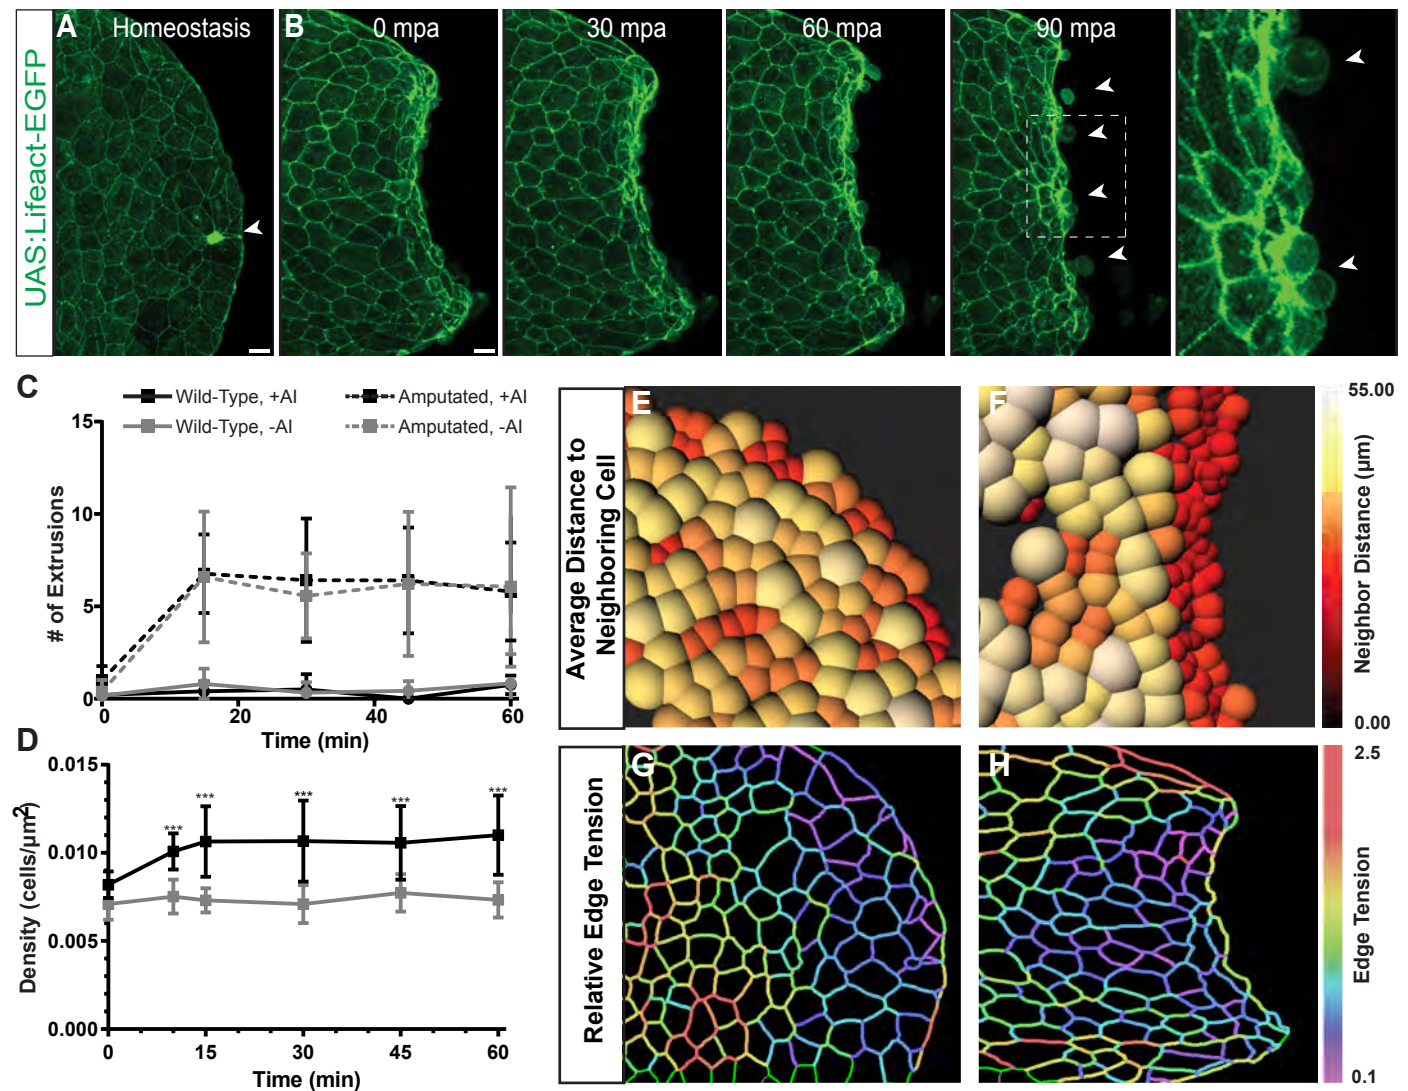 UAS:Lifeact-EGFP
A Homeostasis
B 0 mpa
30 mpa
60 mpa
90 mpa
C
Wild-Type, +AI
Amputated, +AI
Wild-Type, -AI
Amputated, -AI
# of Extrusions
15
10
5
0
0 20 40 60
Time (min)
D
Density (cells/µm²)
0.015
0.010
0.005
0.000
*** *** *** *** ***
0 15 30 45 60
Time (min)
Average Distance to
Neighboring Cell
E
F
55.00
Neighbor Distance (µm)
0.00
Relative Edge Tension
G
H
2.5
Edge Tension
0.1